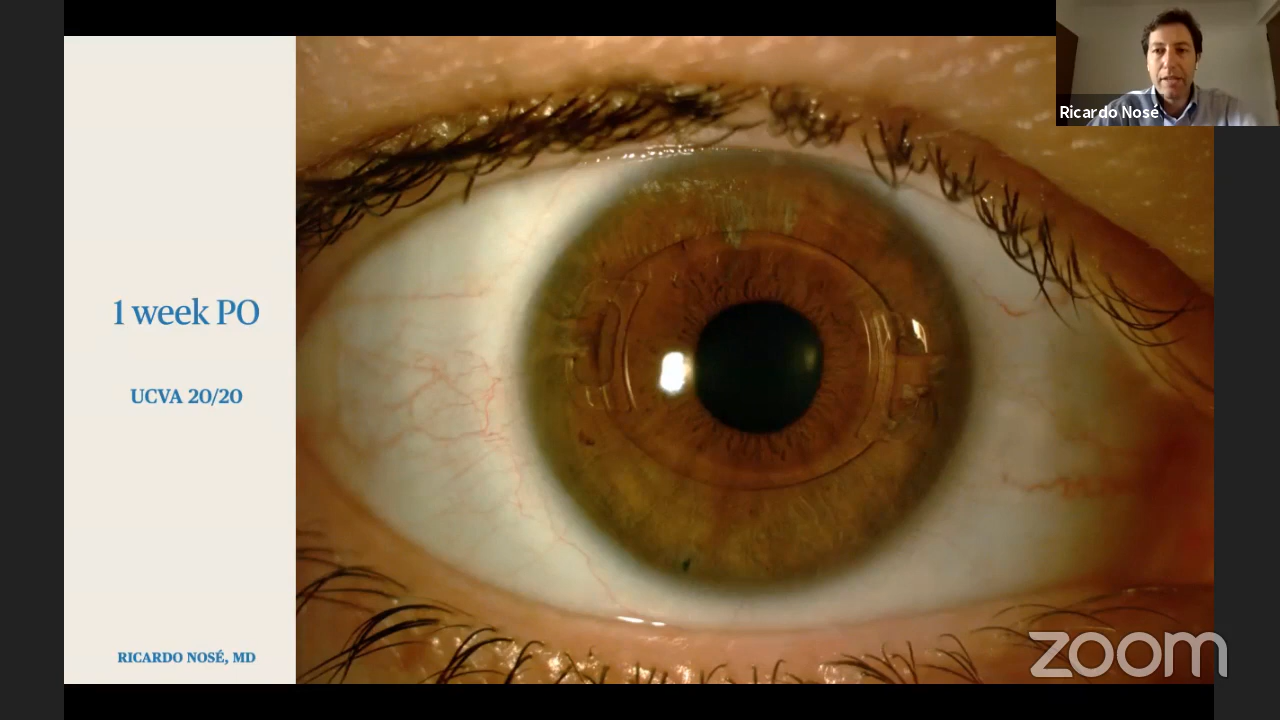 1 week PO
UCVA 20/20
RICARDO NOSÉ, MD
Ricardo Nosé
zoom